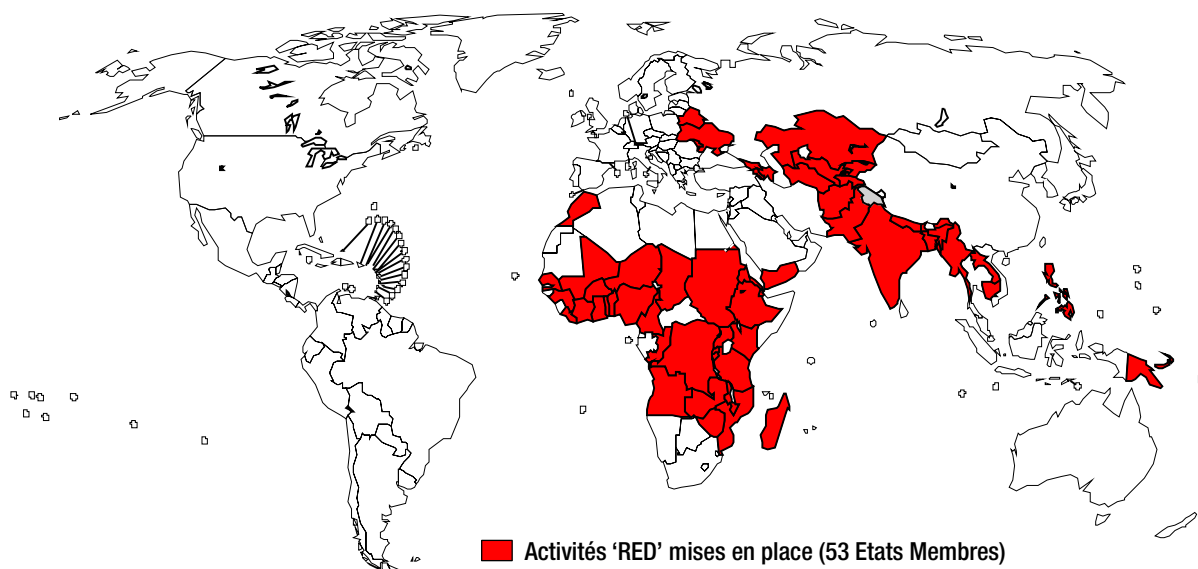 Activités ‘RED’ mises en place (53 Etats Membres)